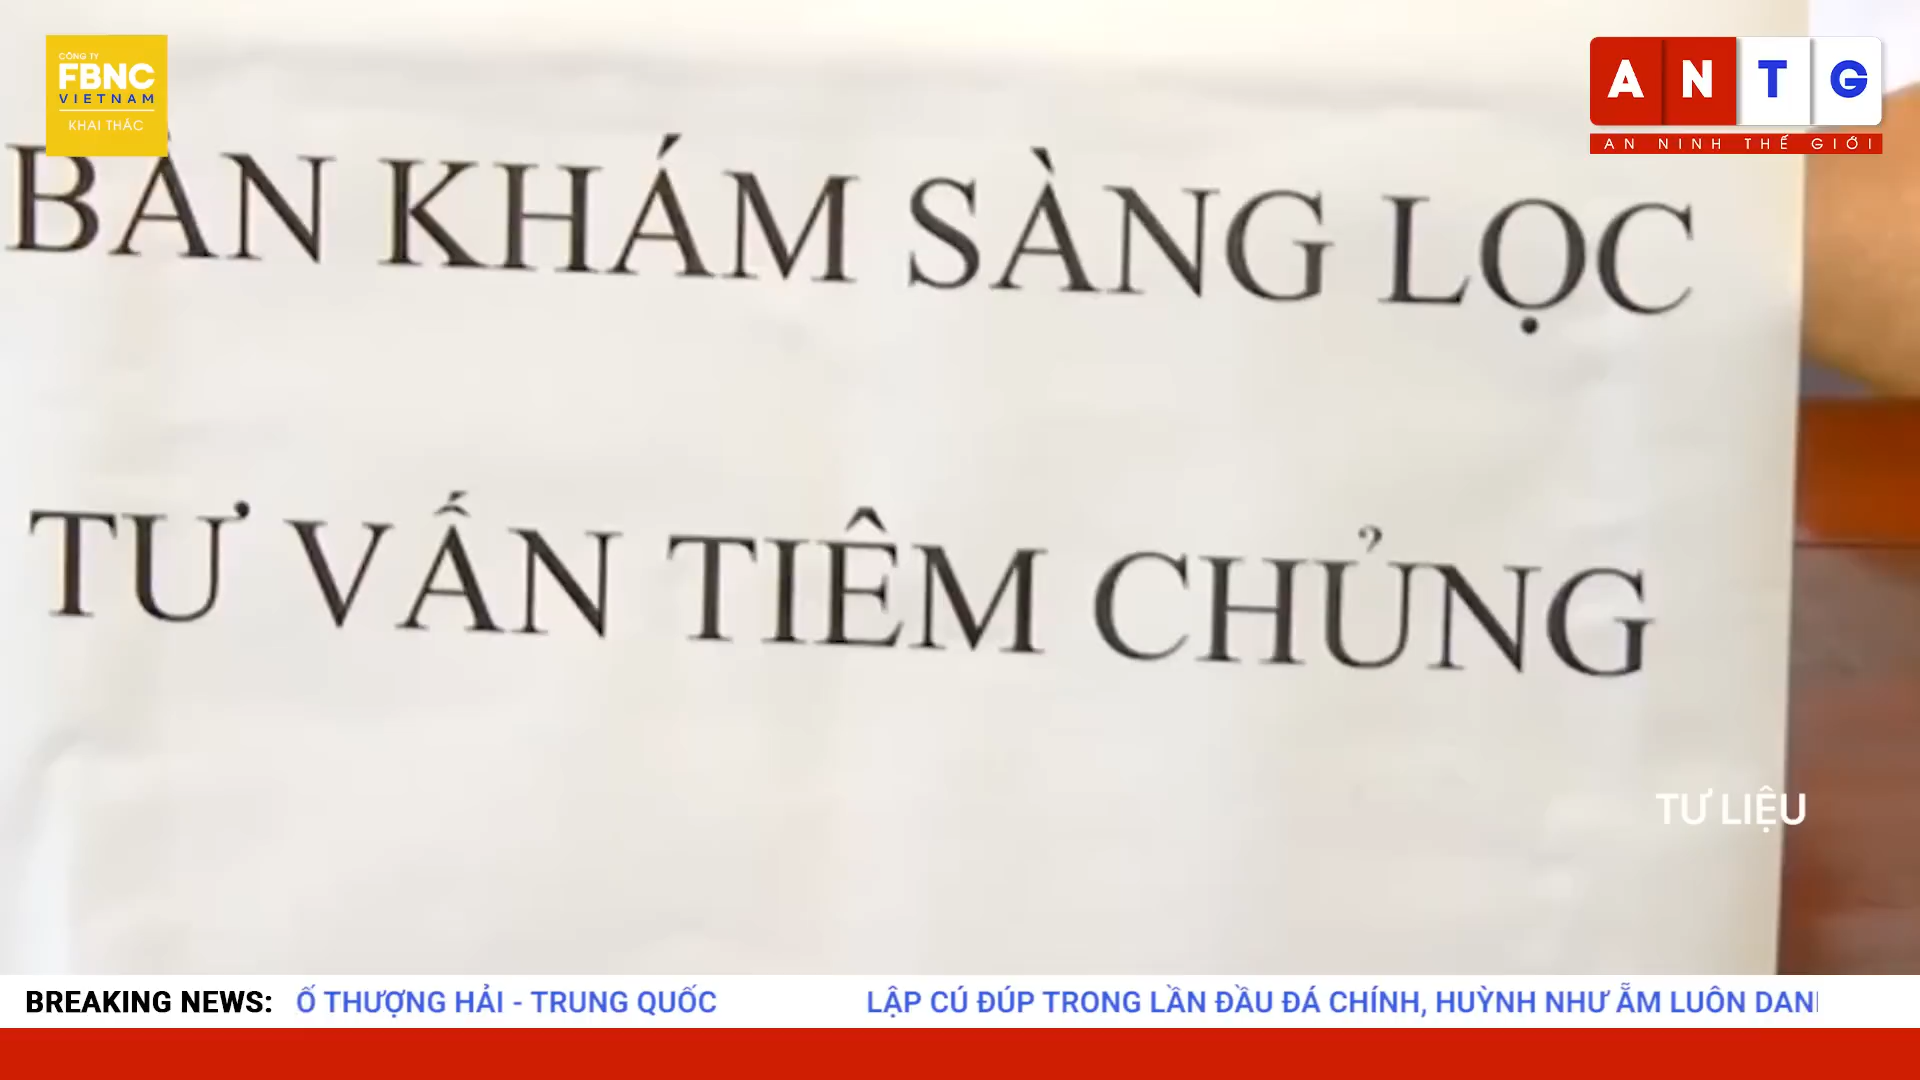 CÔNG TY
FBNC
VIETNAM
KHAI THÁC
ANTG
AN NINH THẾ GIỚI
BÀN KHÁM SÀNG LỌC
TƯ VẤN TIÊM CHỦNG
TƯ LIỆU
BREAKING NEWS: Ố THƯỢNG HẢI - TRUNG QUỐC LẬP CÚ ĐÚP TRONG LẦN ĐẦU ĐÁ CHÍNH, HUỲNH NHƯ ẴM LUÔN DANH